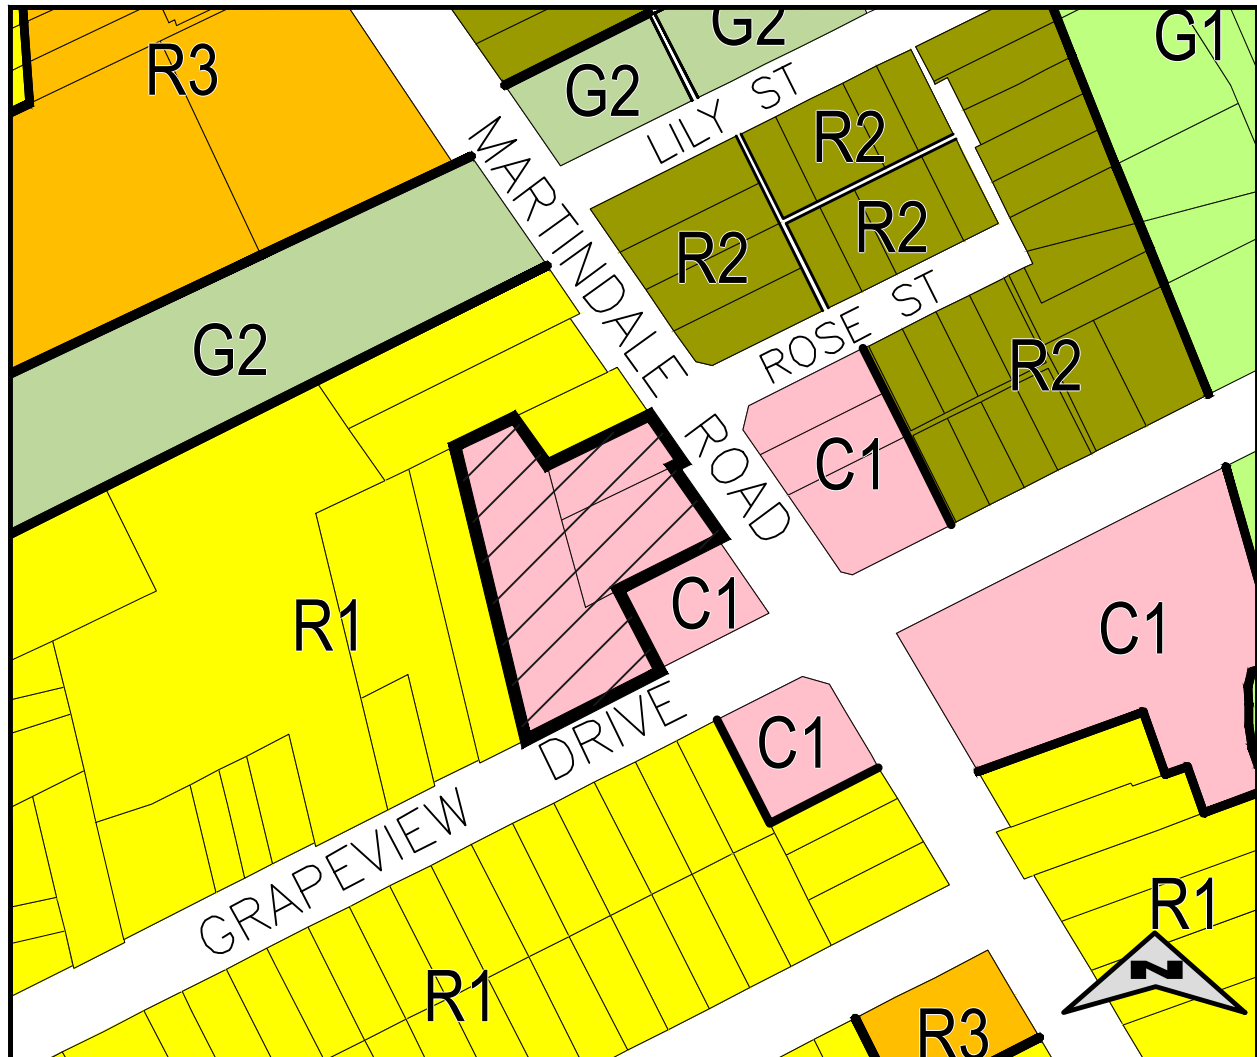 G2
G1
R3
G2
LILY ST
R2
MARTINDALE ROAD
R2
R2
G2
ROSE ST
R2
C1
C1
R1
C1
C1
GRAPEVIEW DRIVE
R1
R1
N
R3